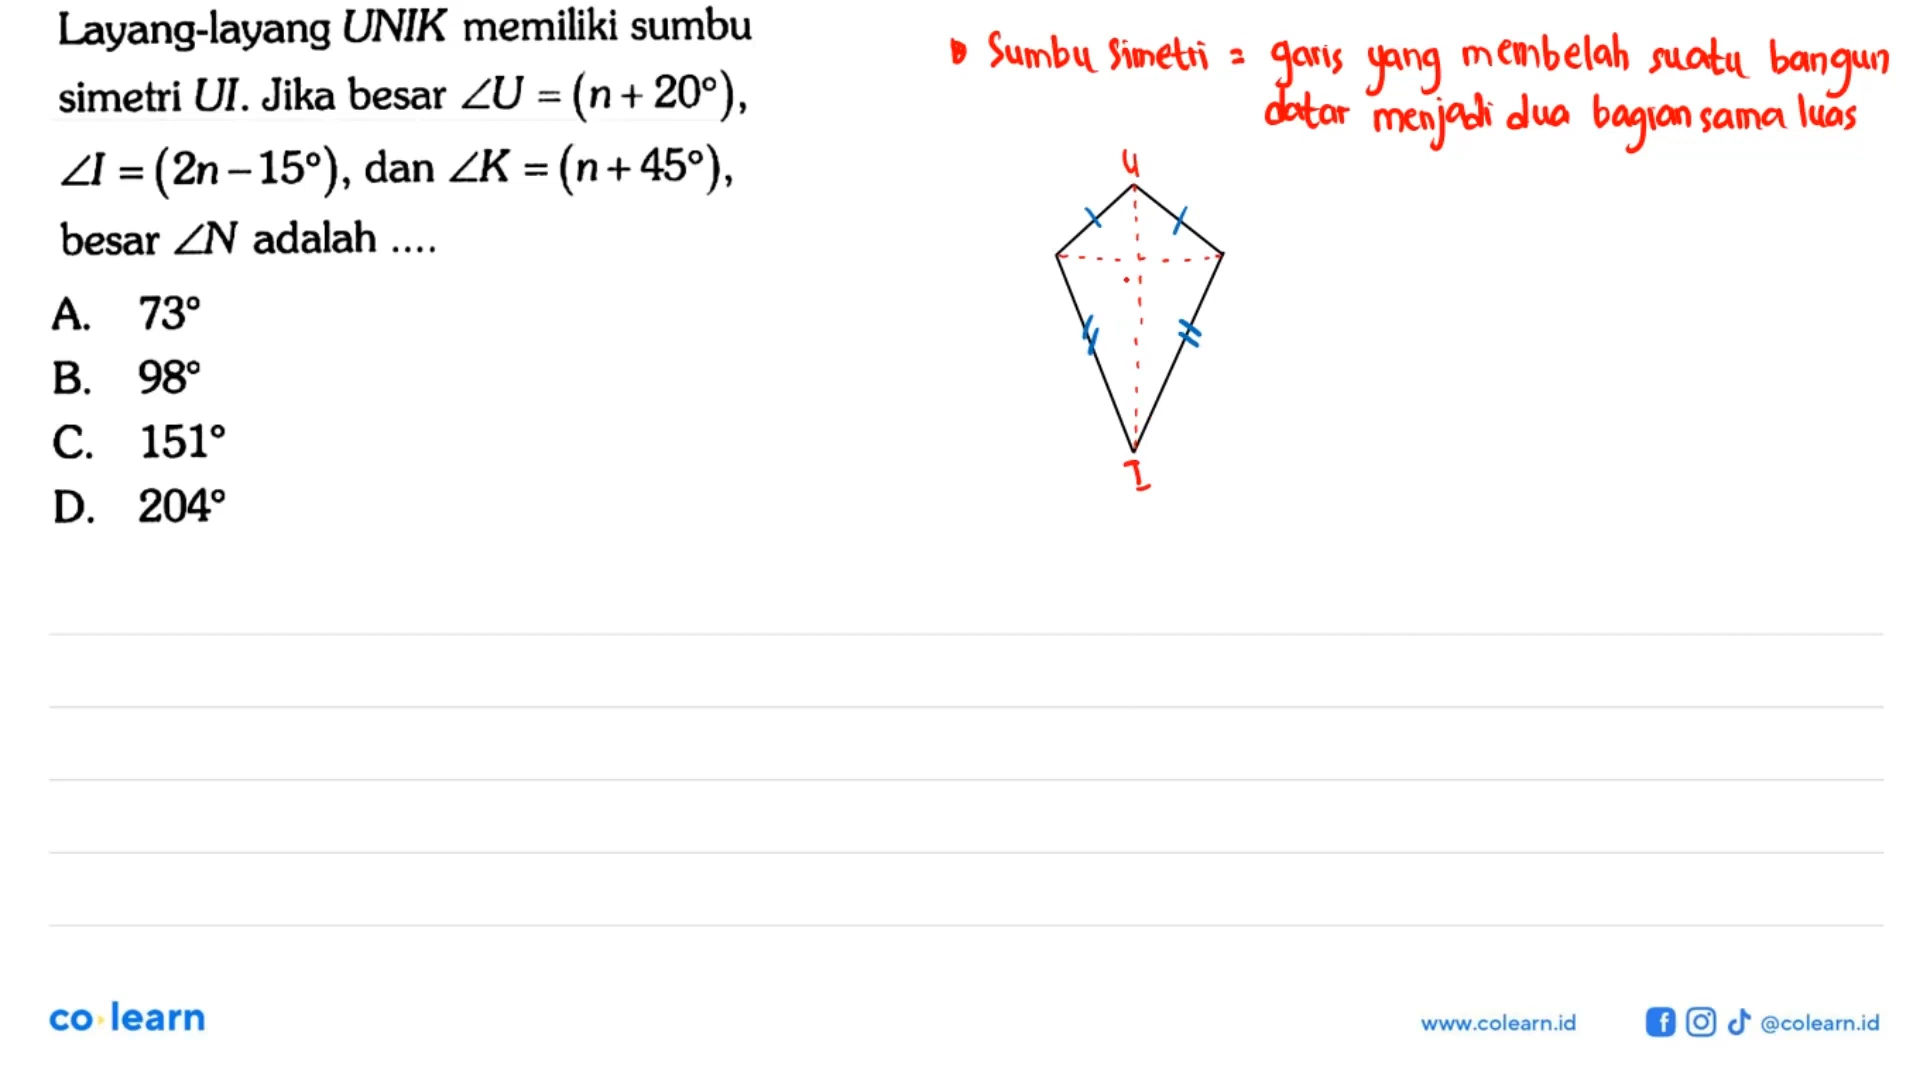 Layang-layang UNIK memiliki sumbu
simetri UI. Jika besar ∠U = (n + 20°),
∠I = (2n – 15°), dan ∠K = (n + 45°),
besar ∠N adalah ....
A. 73°
B. 98°
C. 151°
D. 204°
Sumbu Simetri = garis yang membelah suatu bangun
datar menjadi dua bagian sama luas
U
I
co learn
www.colearn.id
@colearn.id